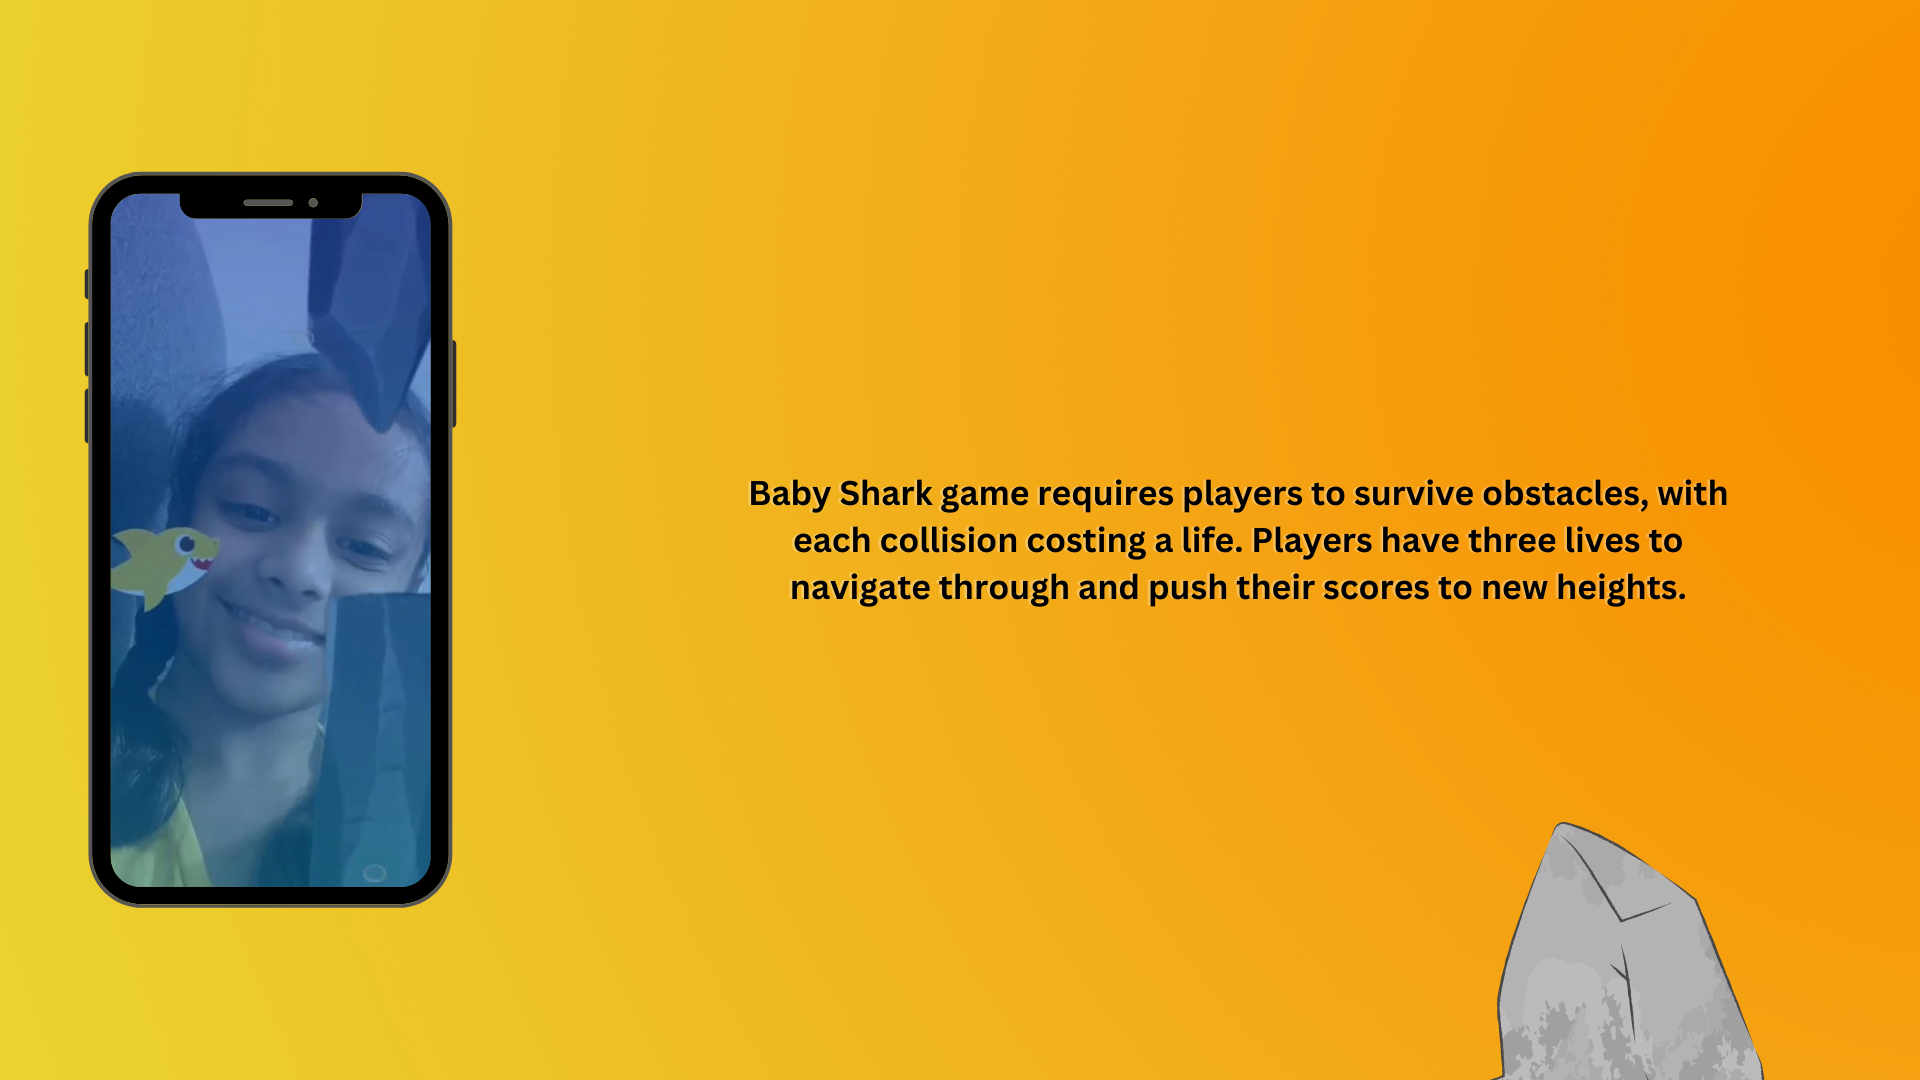 Baby Shark game requires players to survive obstacles, with
each collision costing a life. Players have three lives to
navigate through and push their scores to new heights.